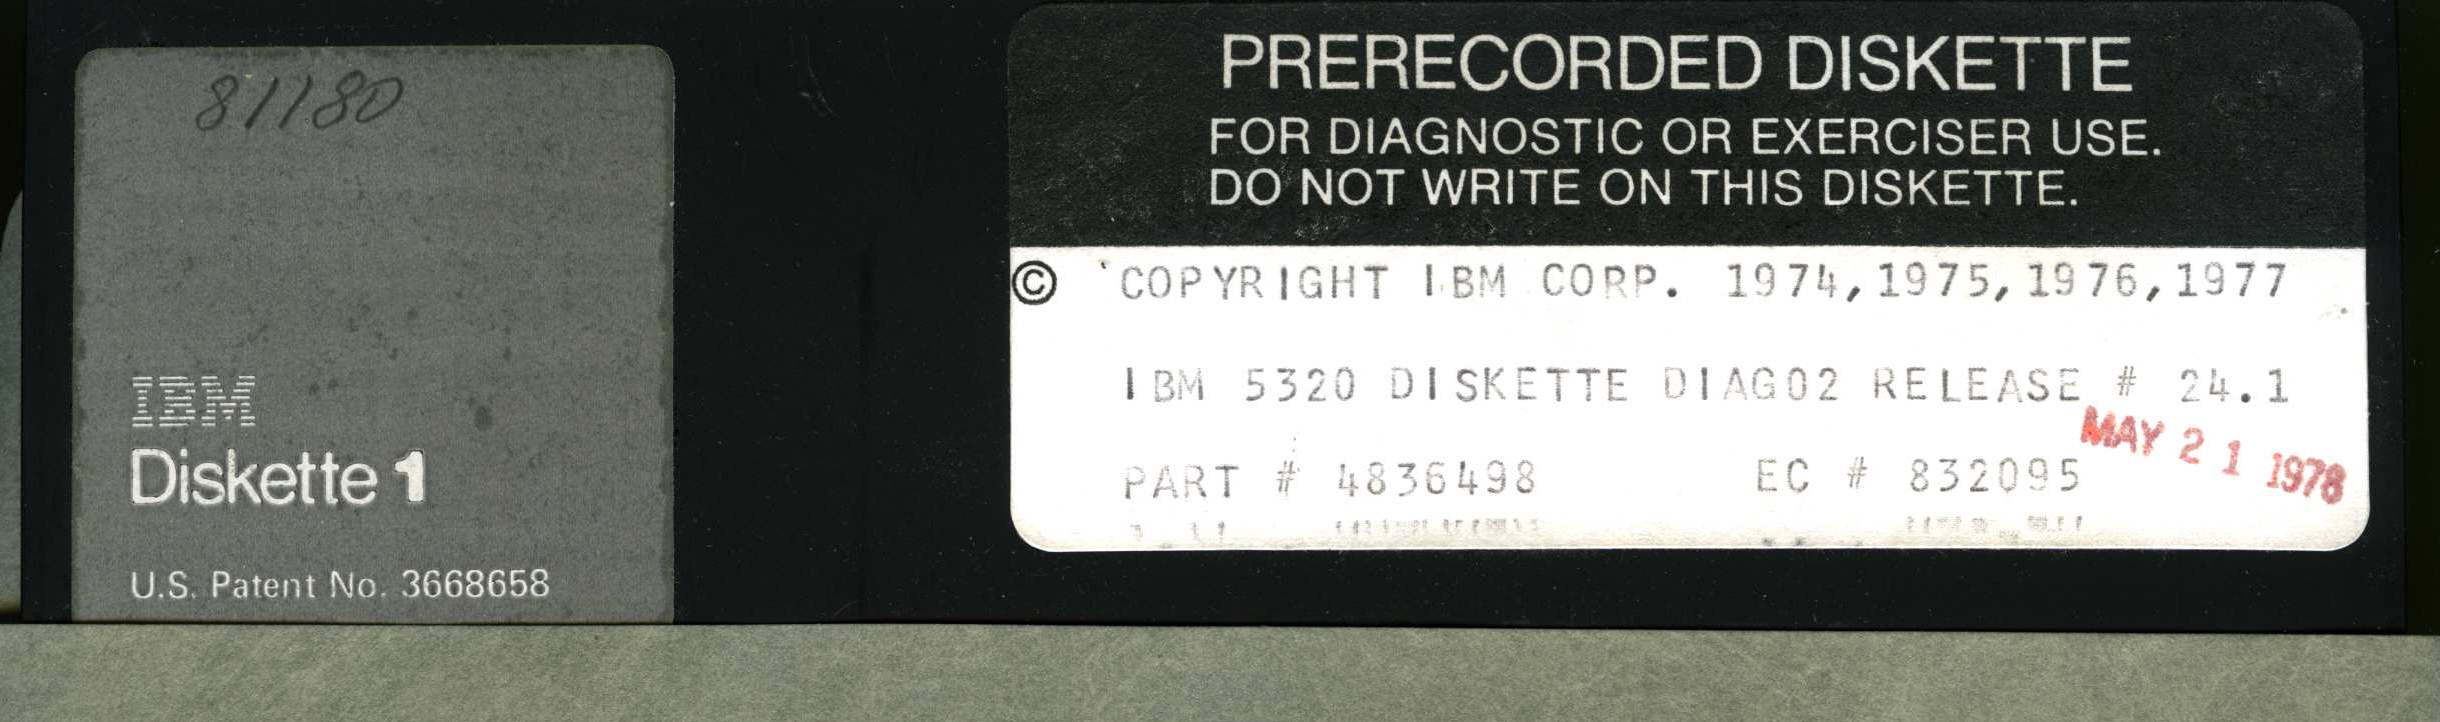 81180
IBM
Diskette 1
U.S. Patent No. 3668658
PRERECORDED DISKETTE
FOR DIAGNOSTIC OR EXERCISER USE.
DO NOT WRITE ON THIS DISKETTE.
© COPYRIGHT IBM CORP. 1974,1975,1976,1977
IBM 5320 DISKETTE DIAG02 RELEASE # 24.1
MAY 21 1978
PART # 4836498 EC # 832095